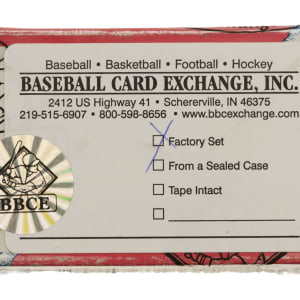 Baseball • Basketball • Football • Hockey
BASEBALL CARD EXCHANGE, INC.
2412 US Highway 41 • Schererville, IN 46375
219-515-6907 • 800-598-8656 • www.bbcexchange.com
Factory Set
From a Sealed Case
Tape Intact
BBCE